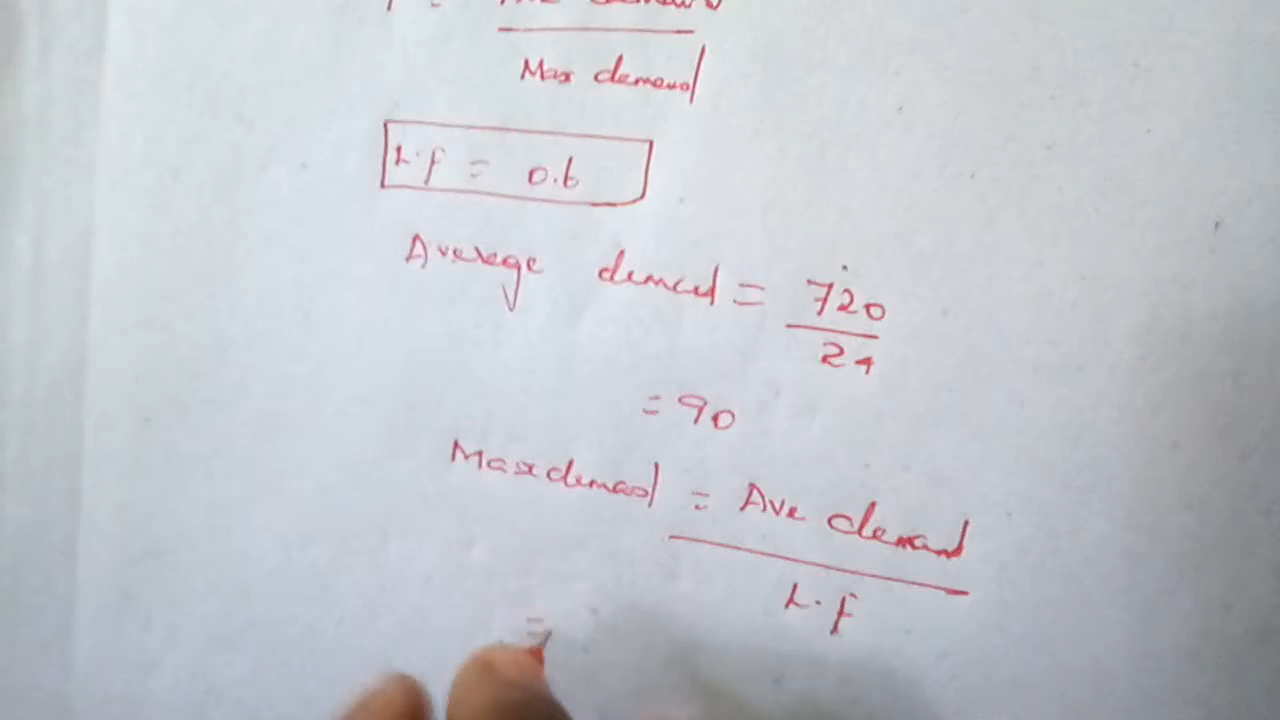 Max demand
L.f = 0.6
Average demand = 720
24
= 90
Max demand = Ave demand
L.f
=